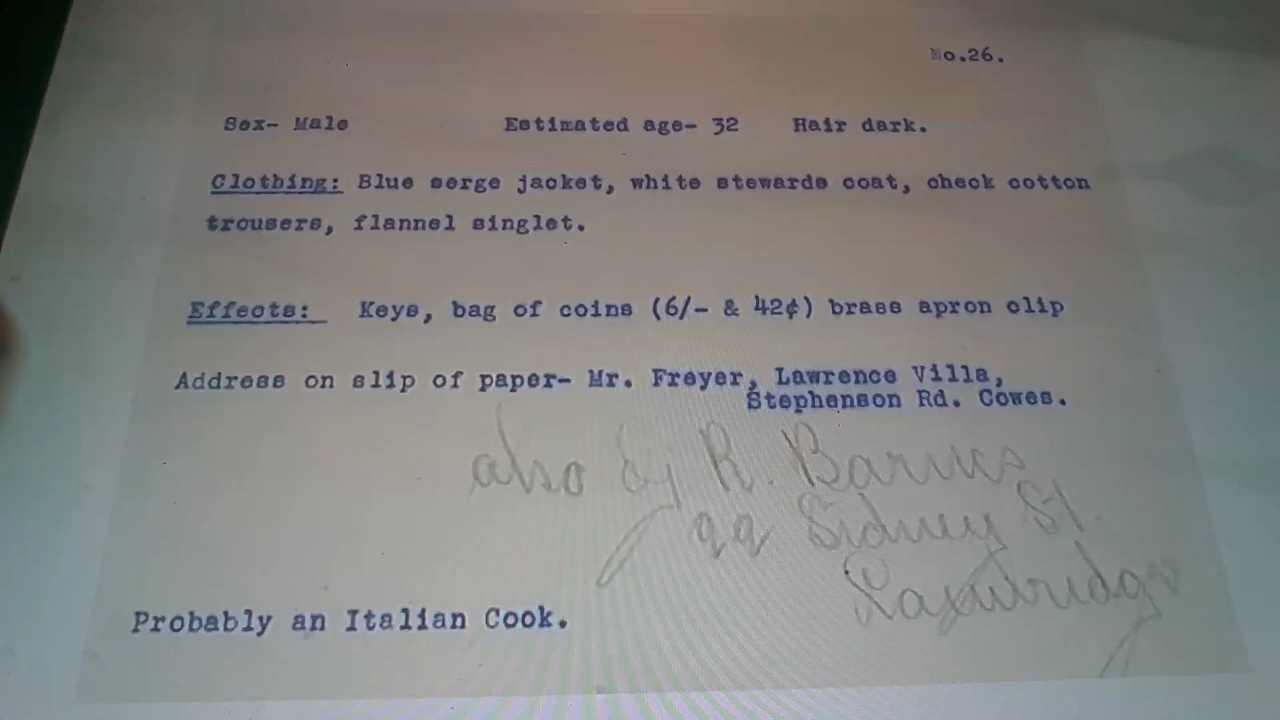 No.26.
Sex- Male Estimated age- 32 Hair dark.
Clothing: Blue serge jacket, white stewards coat, check cotton
trousers, flannel singlet.
Effects: Keys, bag of coins (6/- & 42¢) brass apron clip
Address on slip of paper- Mr. Freyer, Lawrence Villa,
Stephenson Rd. Cowes.
also R. Barnes
99 Sidney St.
Probably an Italian Cook.